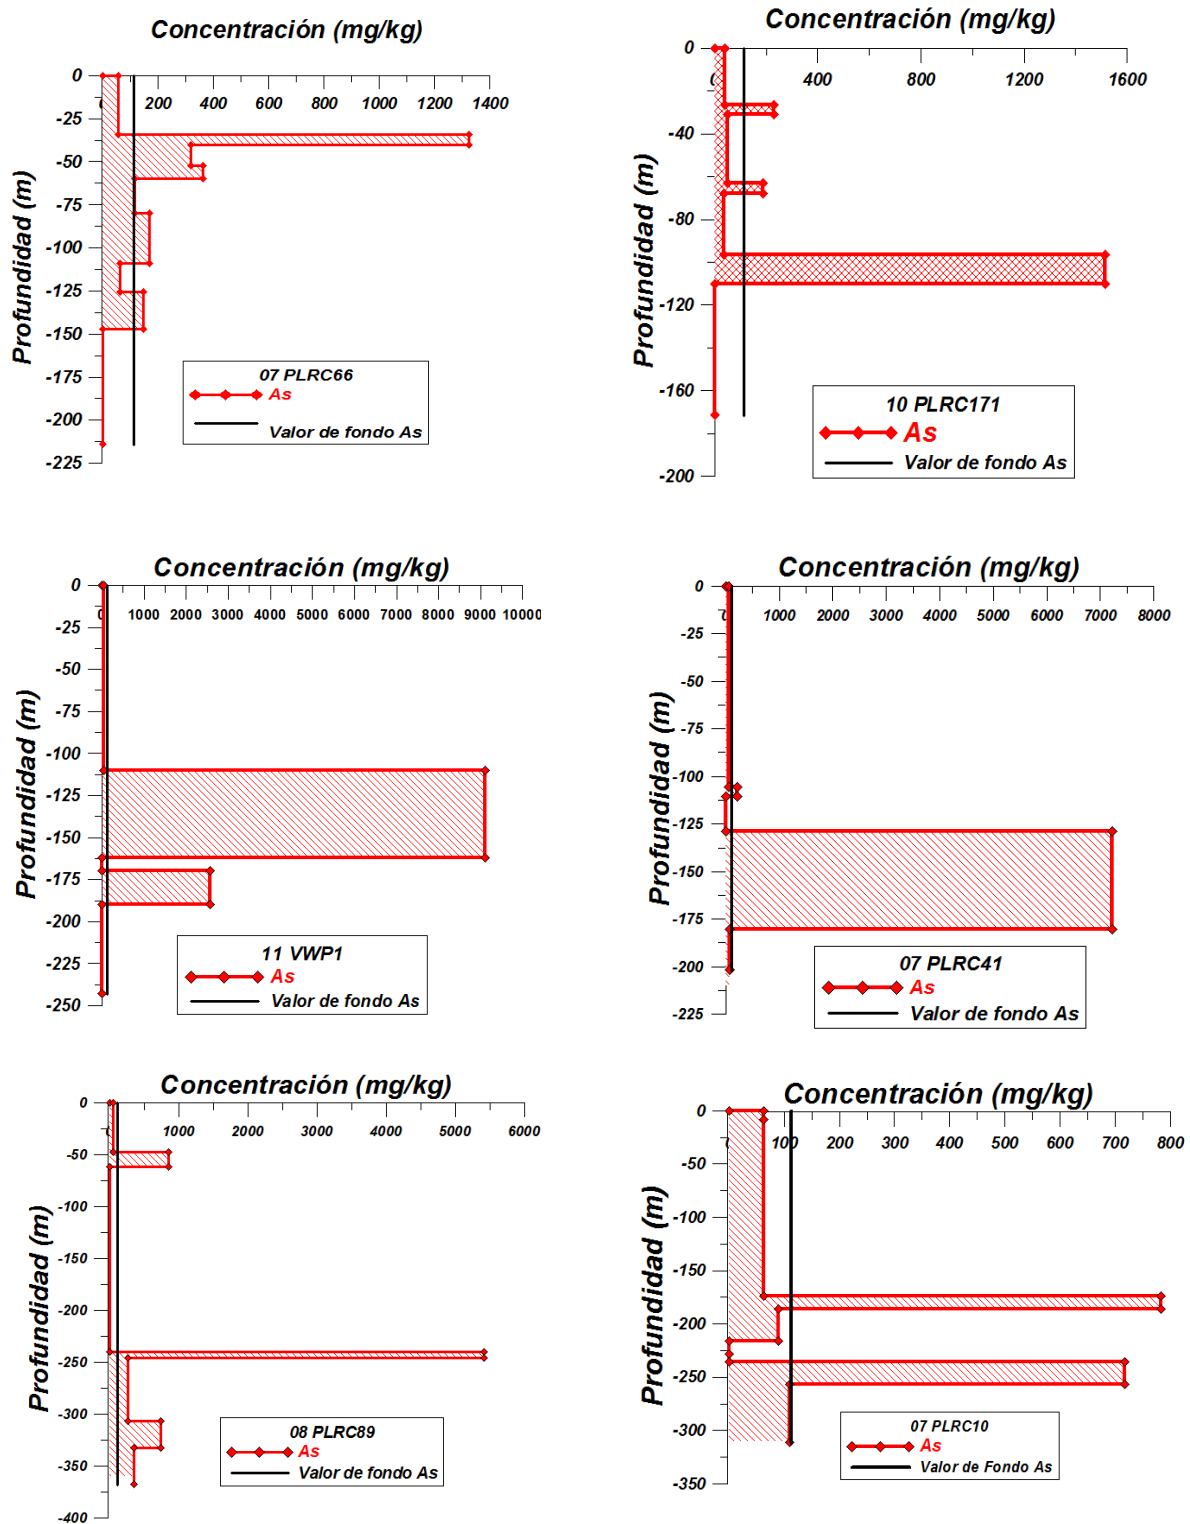 Concentración (mg/kg)
0 200 400 600 800 1000 1200 1400
0
-25
-50
-75
-100
-125
-150
-175
-200
-225
Profundidad (m)
07 PLRC66
As
Valor de fondo As
Concentración (mg/kg)
0 400 800 1200 1600
0
-40
-80
-120
-160
-200
Profundidad (m)
10 PLRC171
As
Valor de fondo As
Concentración (mg/kg)
0 1000 2000 3000 4000 5000 6000 7000 8000 9000 10000
0
-25
-50
-75
-100
-125
-150
-175
-200
-225
-250
Profundidad (m)
11 VWP1
As
Valor de fondo As
Concentración (mg/kg)
0 1000 2000 3000 4000 5000 6000 7000 8000
0
-25
-50
-75
-100
-125
-150
-175
-200
-225
Profundidad (m)
07 PLRC41
As
Valor de fondo As
Concentración (mg/kg)
0 1000 2000 3000 4000 5000 6000
0
-50
-100
-150
-200
-250
-300
-350
-400
Profundidad (m)
08 PLRC89
As
Valor de fondo As
Concentración (mg/kg)
0 100 200 300 400 500 600 700 800
0
-50
-100
-150
-200
-250
-300
-350
Profundidad (m)
07 PLRC10
As
Valor de Fondo As